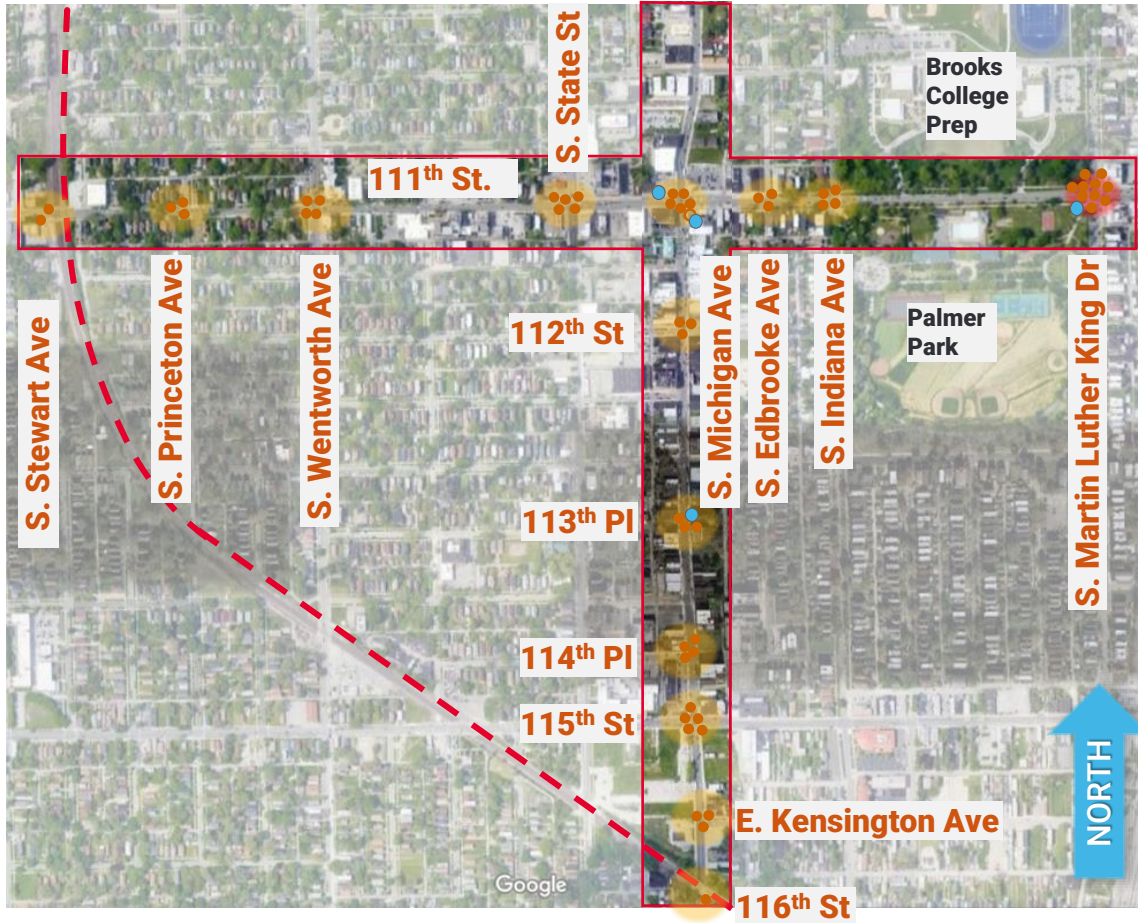 S. State St
Brooks
College
Prep
111th St.
S. Stewart Ave
S. Princeton Ave
S. Wentworth Ave
112th St
S. Michigan Ave
S. Edbrooke Ave
S. Indiana Ave
Palmer
Park
S. Martin Luther King Dr
113th Pl
114th Pl
115th St
E. Kensington Ave
NORTH
Google
116th St